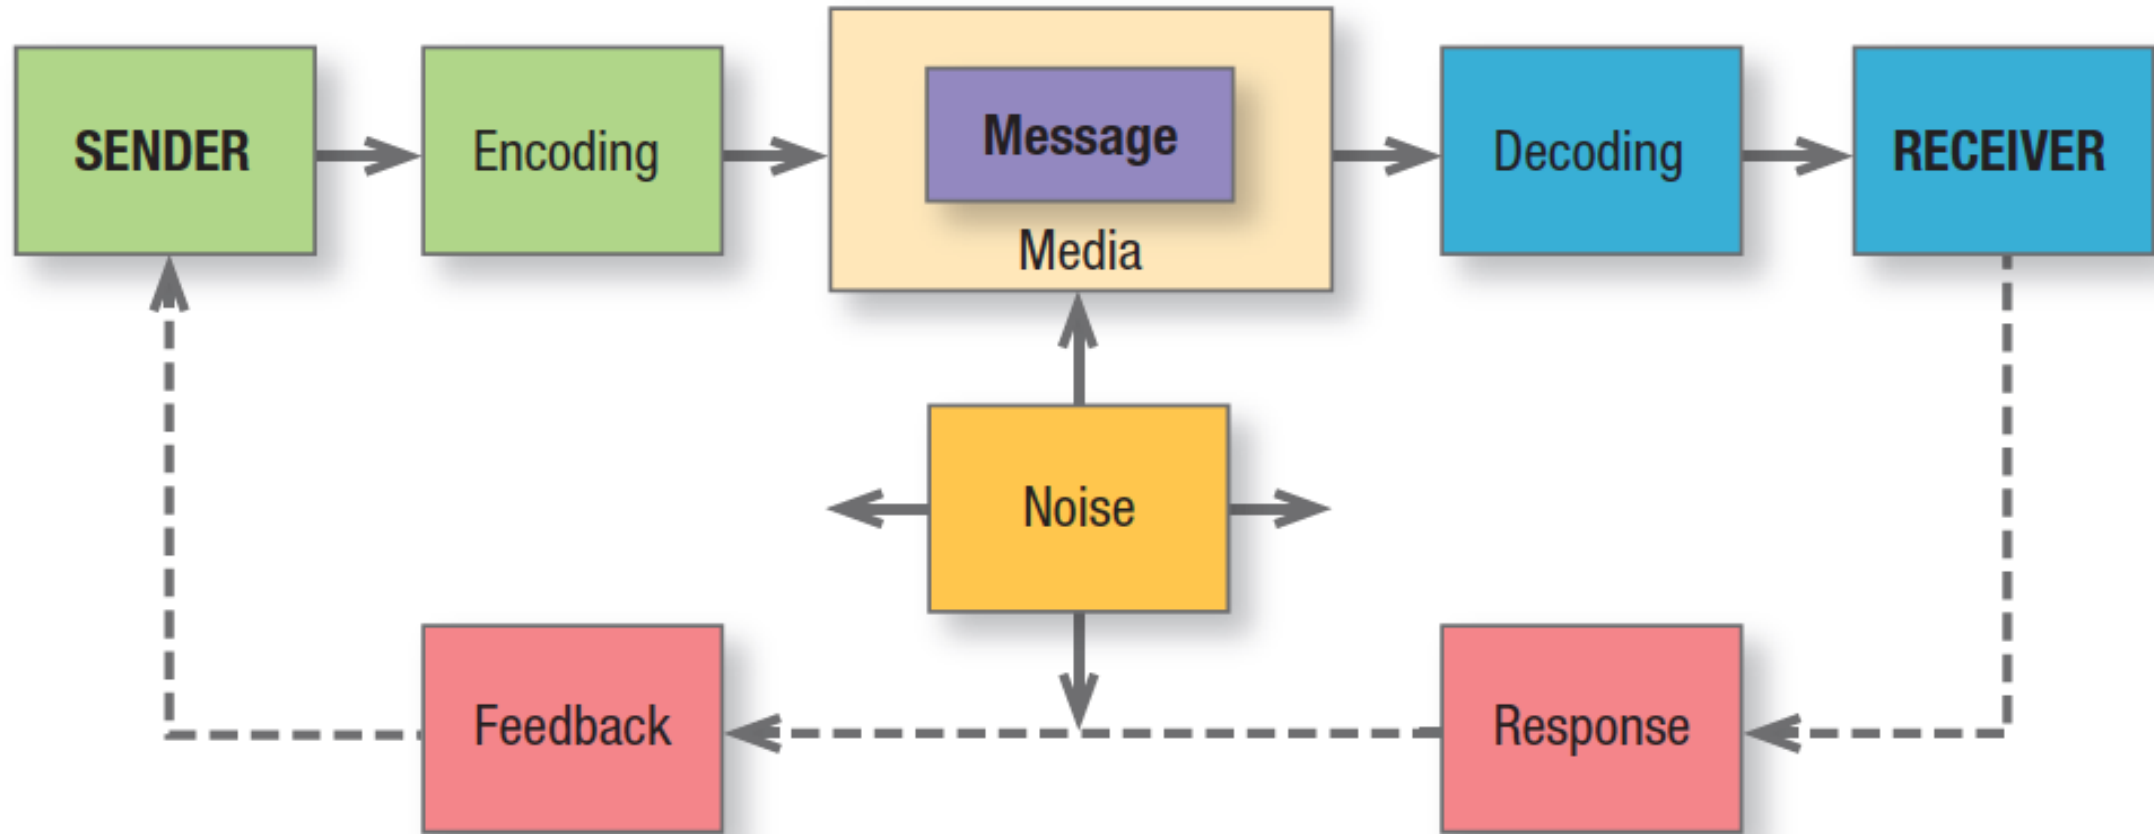 SENDER
Encoding
Message
Media
Decoding
RECEIVER
Noise
Feedback
Response